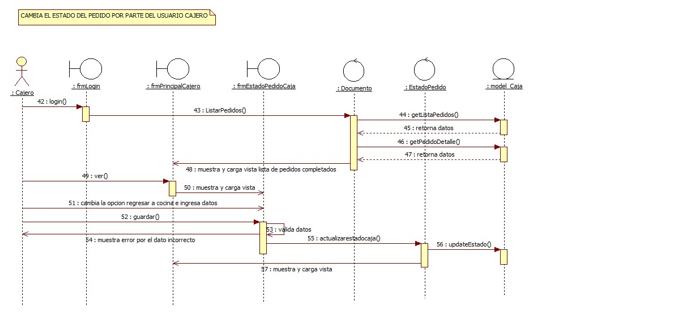 CAMBIA EL ESTADO DEL PEDIDO POR PARTE DEL USUARIO CAJERO
: Cajero
: frmLogin
: frmPrincipalCajero
: frmEstadoPedidoCaja
: Documento
: EstadoPedido
: model_Caja
42 : login()
43 : ListarPedidos()
44 : getListaPedidos()
45 : retorna datos
46 : getPedidoDetalle()
47 : retorna datos
48 : muestra y carga vista lista de pedidos completados
49 : ver()
50 : muestra y carga vista
51 : cambia la opcion regresar a cocina e ingresa datos
52 : guardar()
53 : valida datos
54 : muestra error por el dato incorrecto
55 : actualizarestadocaja()
56 : updateEstado()
57 : muestra y carga vista